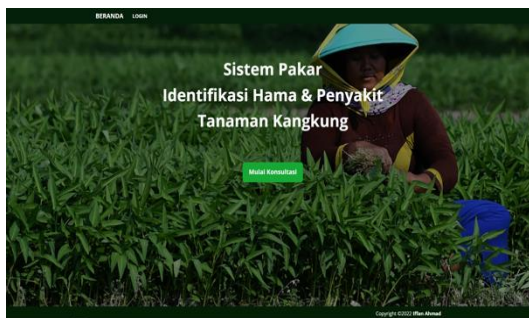 BERANDA LOGIN
Sistem Pakar
Identifikasi Hama & Penyakit
Tanaman Kangkung
Mulai Konsultasi
Copyright ©2022 Iffan Ahmad